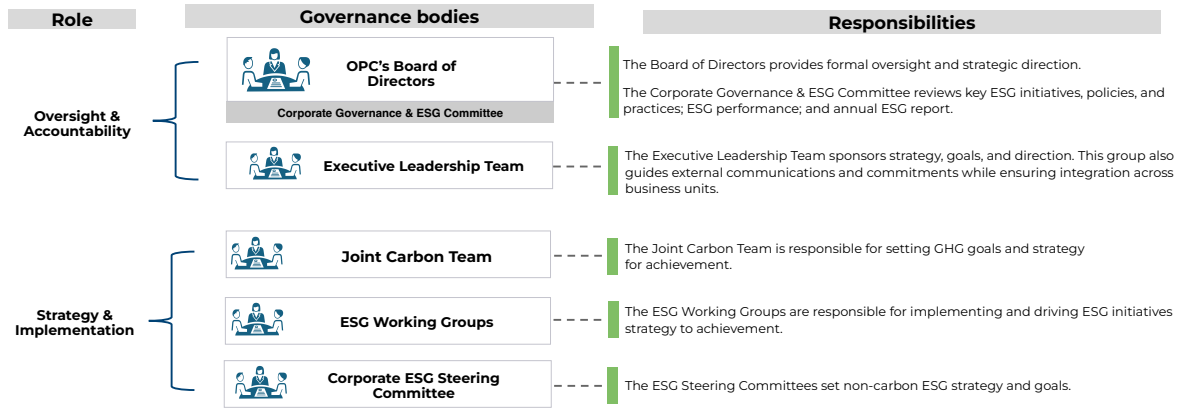 Role
Governance bodies
Responsibilities
Oversight &
Accountability
OPC's Board of
Directors
Corporate Governance & ESG Committee
The Board of Directors provides formal oversight and strategic direction.
The Corporate Governance & ESG Committee reviews key ESG initiatives, policies, and
practices; ESG performance; and annual ESG report.
Executive Leadership Team
The Executive Leadership Team sponsors strategy, goals, and direction. This group also
guides external communications and commitments while ensuring integration across
business units.
Strategy &
Implementation
Joint Carbon Team
The Joint Carbon Team is responsible for setting GHG goals and strategy
for achievement.
ESG Working Groups
The ESG Working Groups are responsible for implementing and driving ESG initiatives
strategy to achievement.
Corporate ESG Steering
Committee
The ESG Steering Committees set non-carbon ESG strategy and goals.